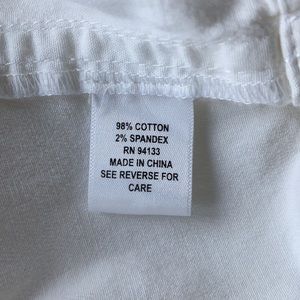 98% COTTON
2% SPANDEX
RN 94133
MADE IN CHINA
SEE REVERSE FOR
CARE